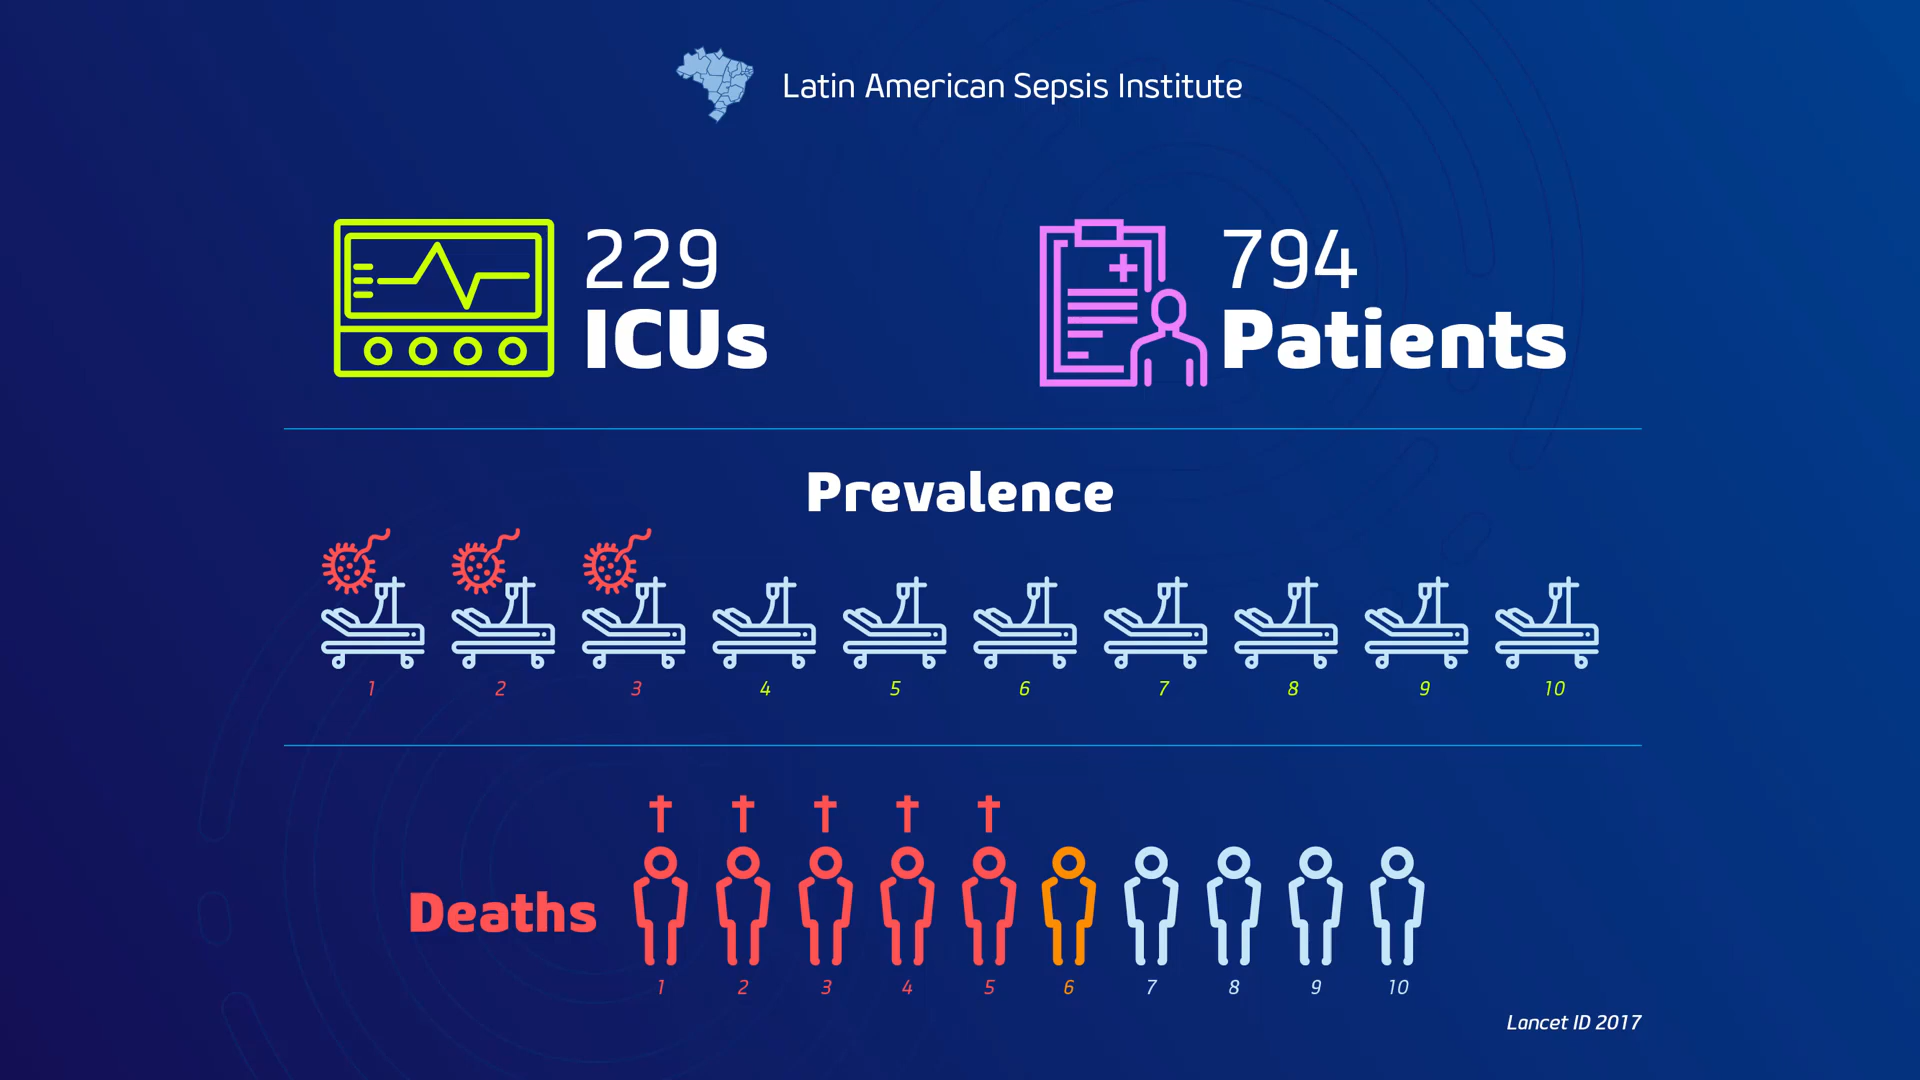 Latin American Sepsis Institute
229
ICUs
794
Patients
Prevalence
1 2 3 4 5 6 7 8 9 10
Deaths
1 2 3 4 5 6 7 8 9 10
Lancet ID 2017